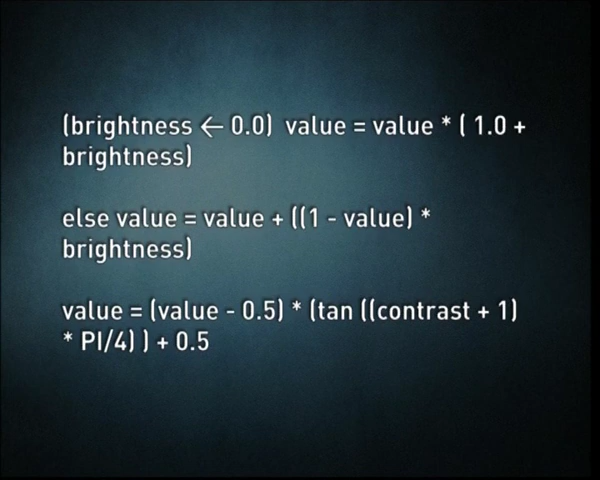 (brightness ← 0.0)  value = value * ( 1.0 +
brightness)
else value = value + ((1 - value) *
brightness)
value = (value - 0.5) * (tan ((contrast + 1)
* PI/4) ) + 0.5